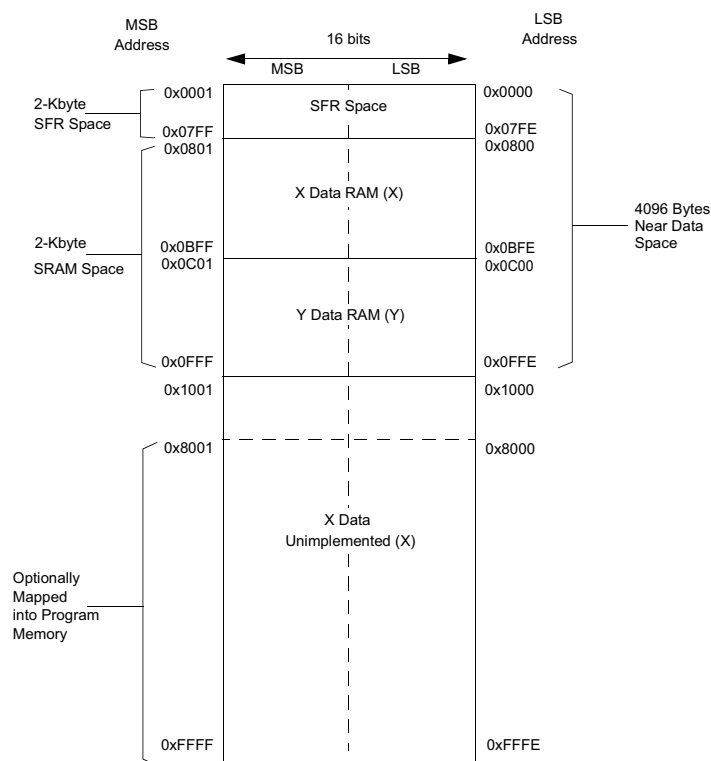 MSB
Address
LSB
Address
16 bits
MSB
LSB
2-Kbyte
SFR Space
0x0001
0x07FF
0x0801
SFR Space
0x0000
0x07FE
0x0800
2-Kbyte
SRAM Space
X Data RAM (X)
0x0BFF
0x0C01
0x0BFE
0x0C00
4096 Bytes
Near Data
Space
Y Data RAM (Y)
0x0FFF
0x0FFE
0x1001
0x1000
0x8001
0x8000
X Data
Unimplemented (X)
Optionally
Mapped
into Program
Memory
0xFFFF
0xFFFE